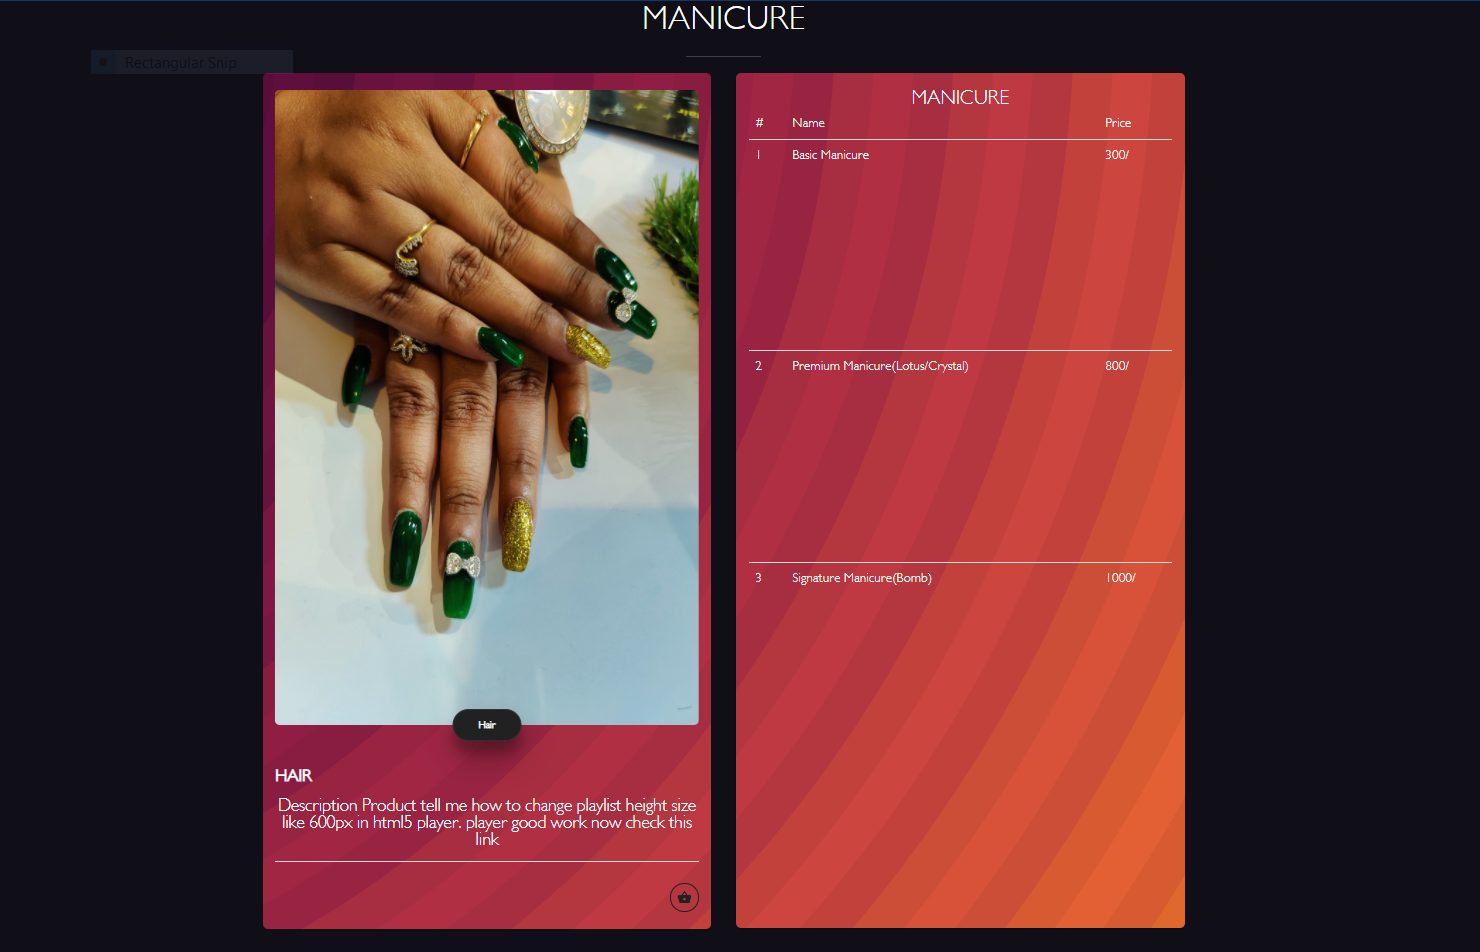 MANICURE
Rectangular Snip
MANICURE
# Name Price
1 Basic Manicure 300/
2 Premium Manicure(Lotus/Crystal) 800/
3 Signature Manicure(Bomb) 1000/
Hair
HAIR
Description Product tell me how to change playlist height size
like 600px in html5 player. player good work now check this
link